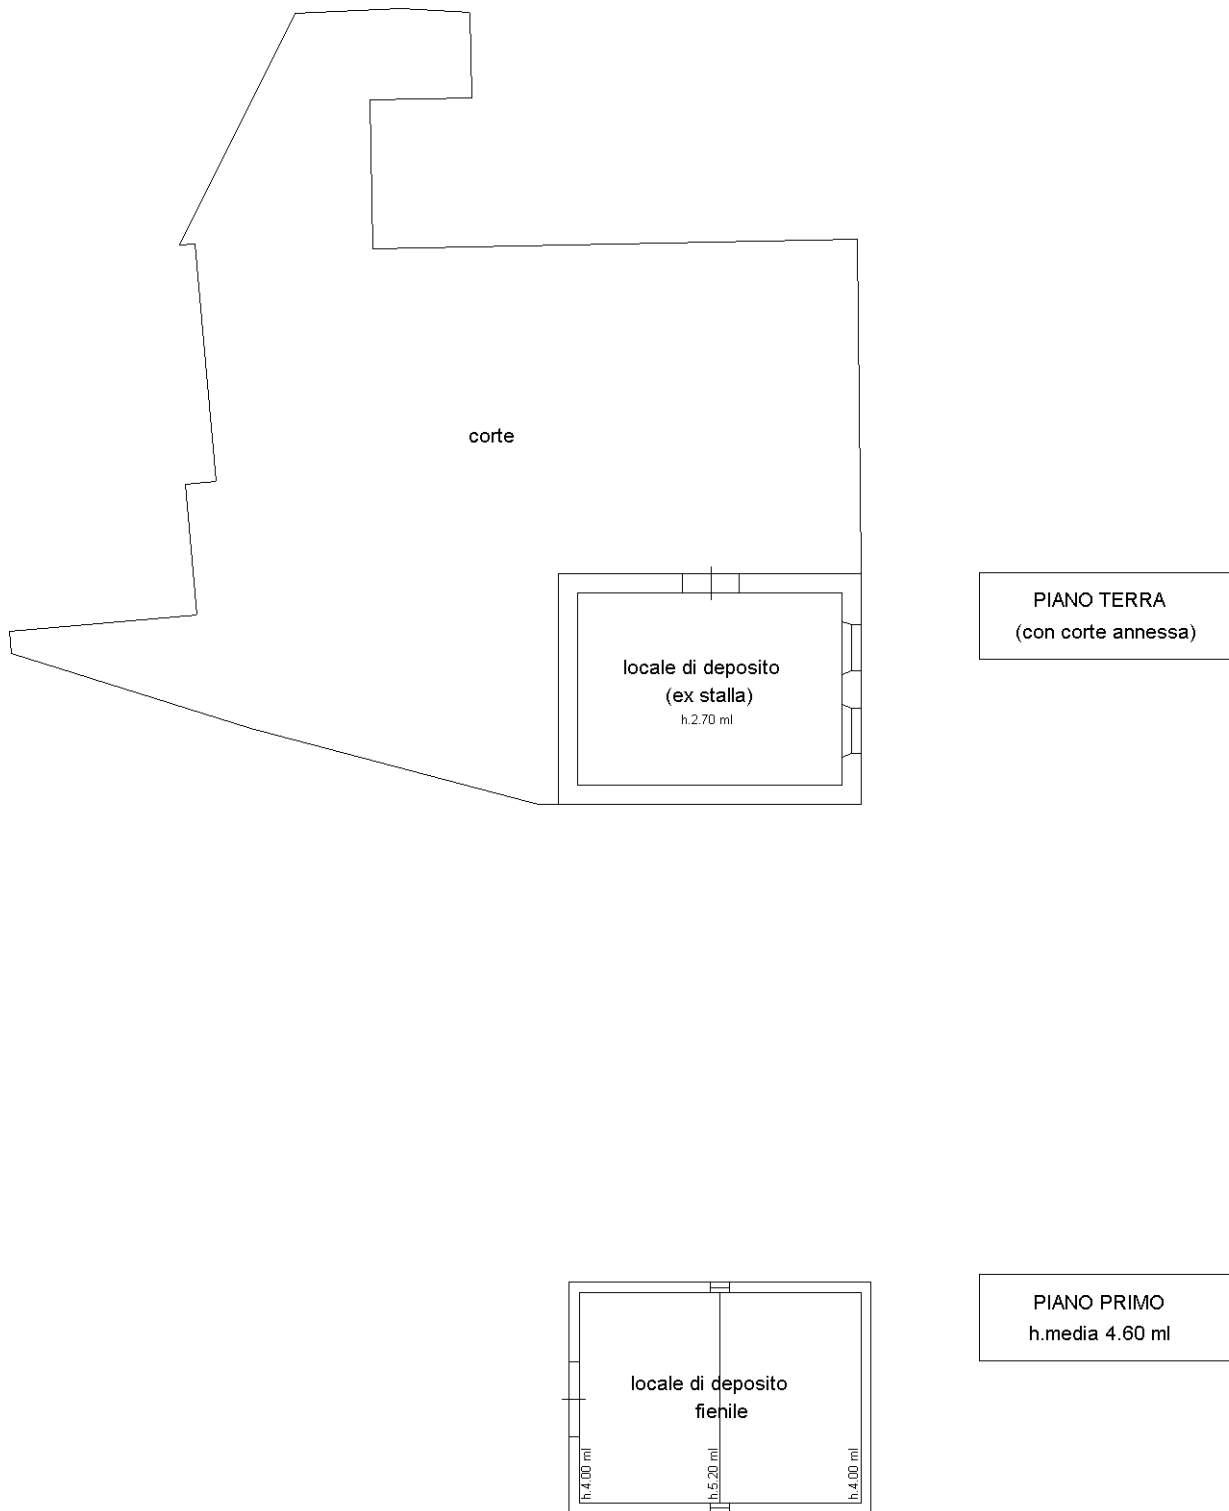 corte
PIANO TERRA
(con corte annessa)
locale di deposito
(ex stalla)
h.2.70 ml
PIANO PRIMO
h.media 4.60 ml
locale di deposito
fienile
h.4.00 ml
h.5.20 ml
h.4.00 ml